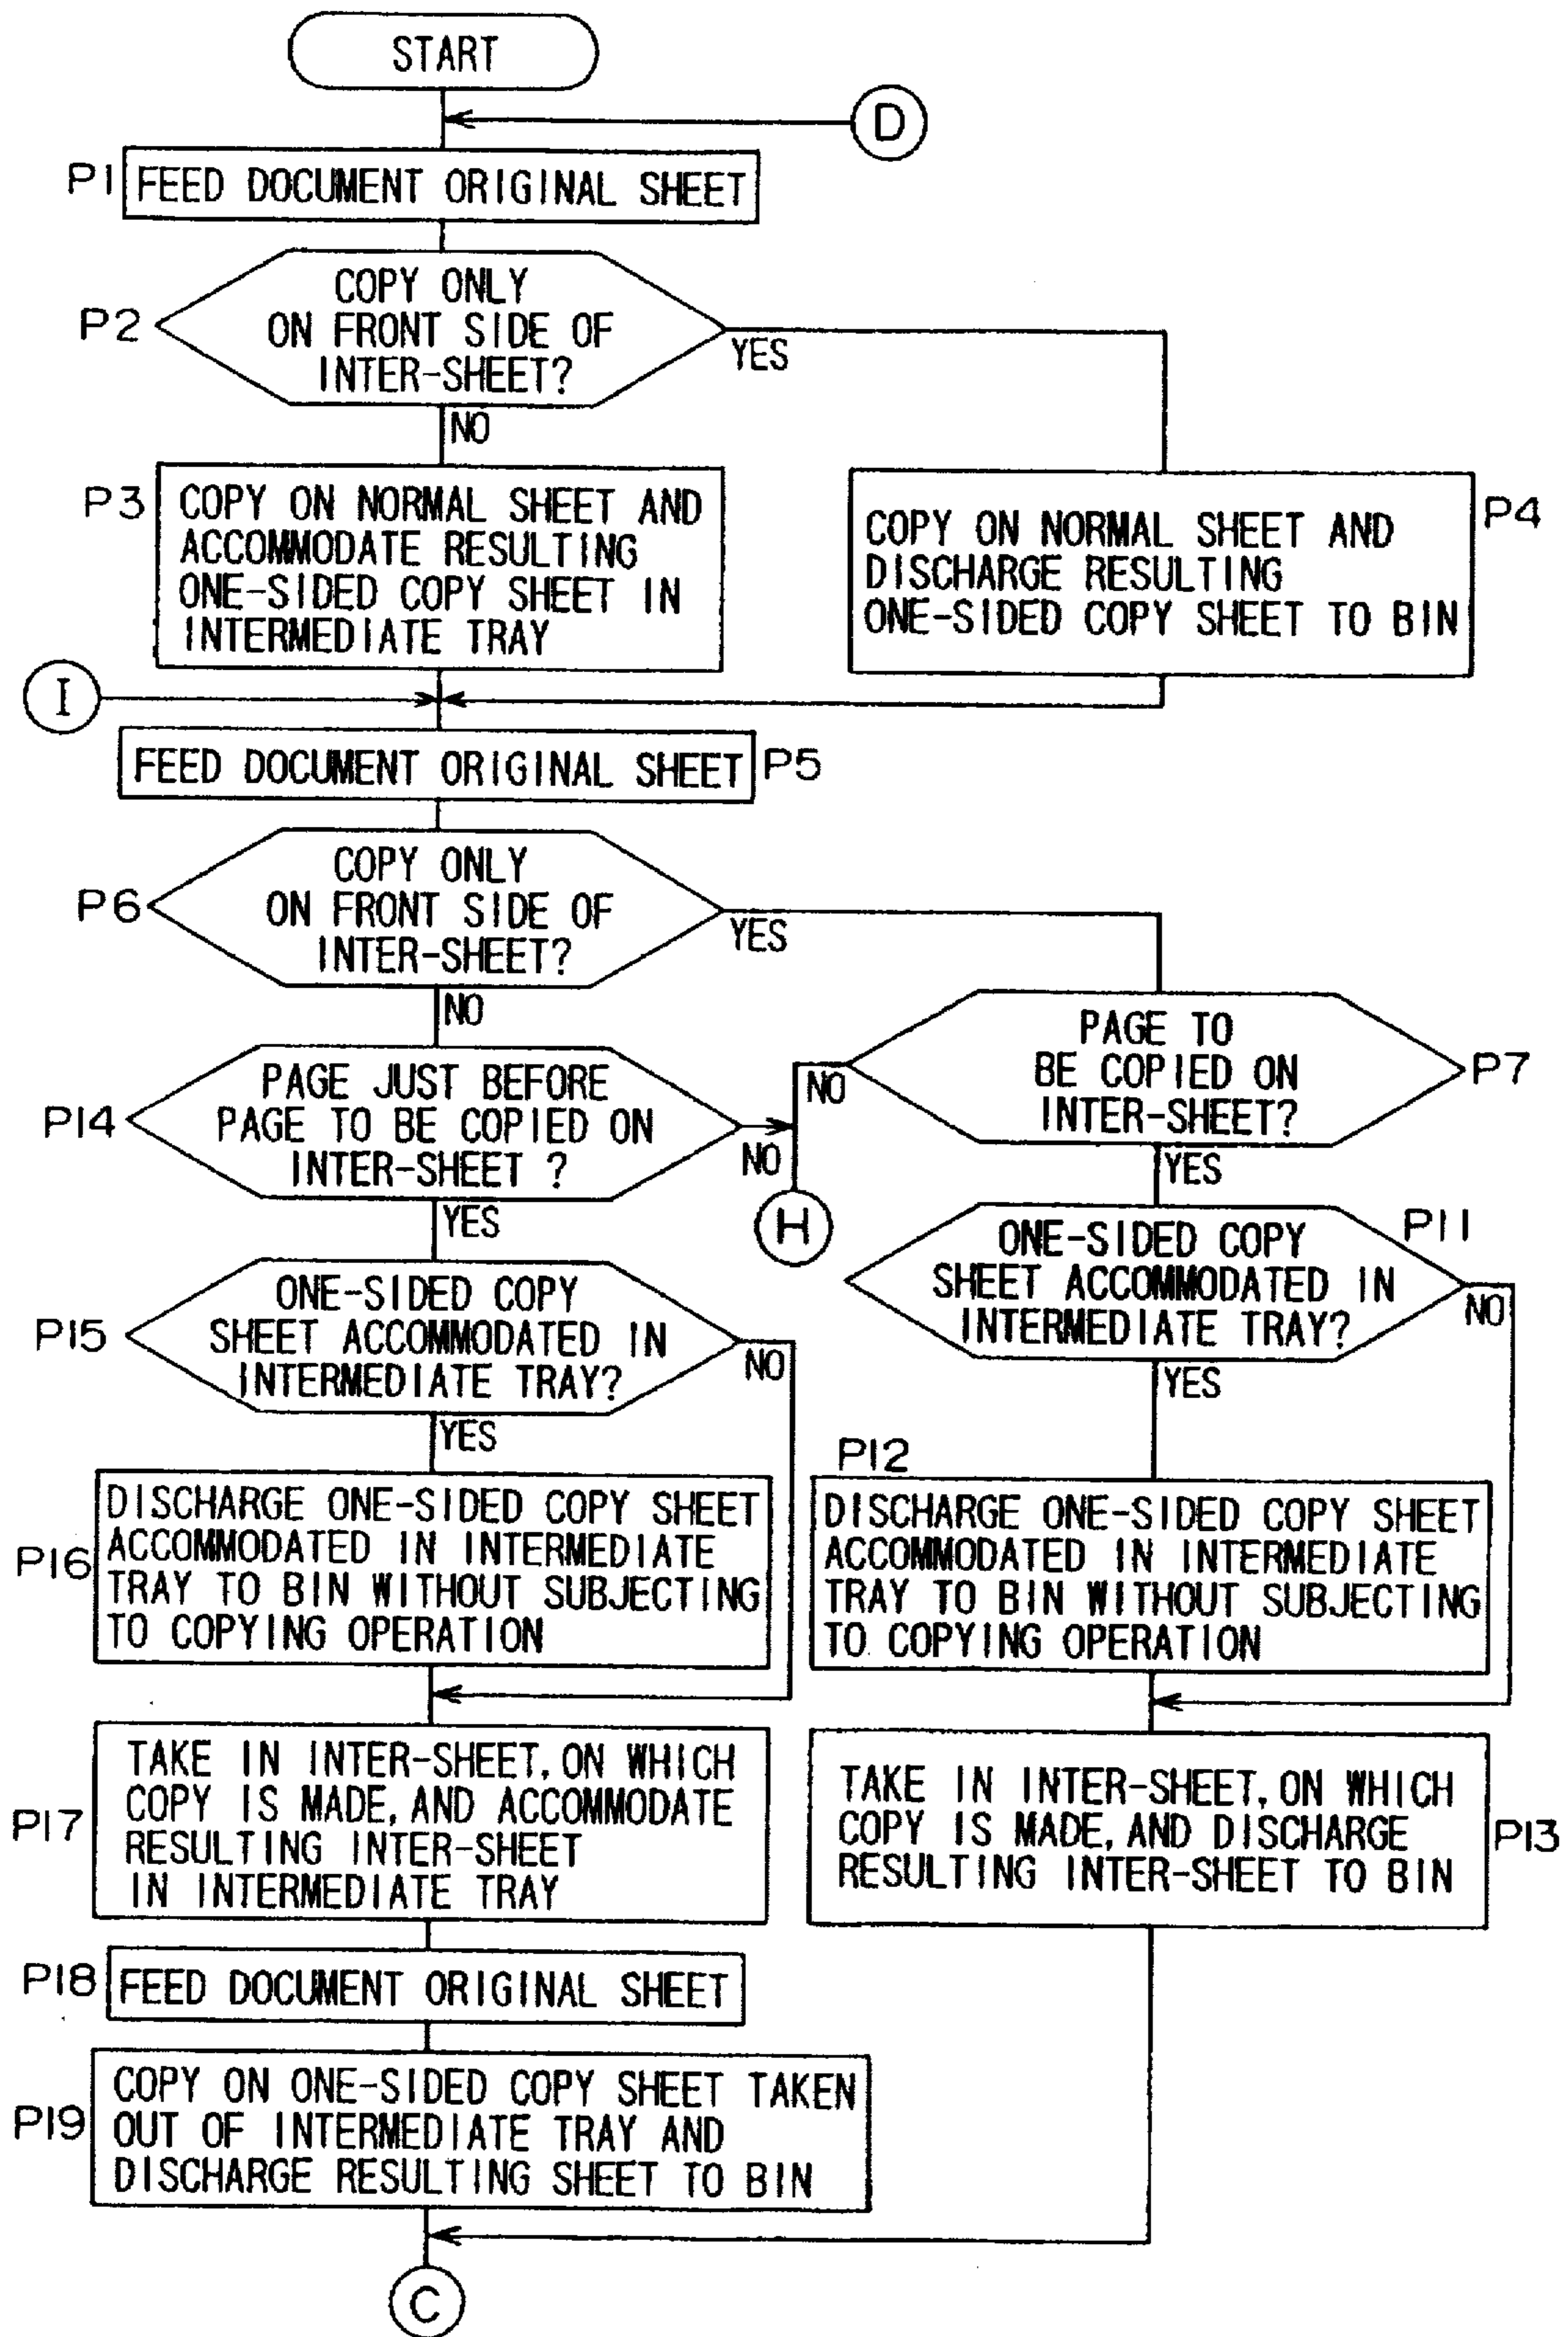 START
D
P1
FEED DOCUMENT ORIGINAL SHEET
P2
COPY ONLY
ON FRONT SIDE OF
INTER-SHEET?
YES
NO
P3
COPY ON NORMAL SHEET AND
ACCOMMODATE RESULTING
ONE-SIDED COPY SHEET IN
INTERMEDIATE TRAY
P4
COPY ON NORMAL SHEET AND
DISCHARGE RESULTING
ONE-SIDED COPY SHEET TO BIN
I
FEED DOCUMENT ORIGINAL SHEET
P5
P6
COPY ONLY
ON FRONT SIDE OF
INTER-SHEET?
YES
NO
PAGE TO
BE COPIED ON
INTER-SHEET?
P7
NO
YES
P14
PAGE JUST BEFORE
PAGE TO BE COPIED ON
INTER-SHEET ?
NO
YES
H
P11
ONE-SIDED COPY
SHEET ACCOMMODATED IN
INTERMEDIATE TRAY?
NO
YES
P15
ONE-SIDED COPY
SHEET ACCOMMODATED IN
INTERMEDIATE TRAY?
NO
YES
P16
DISCHARGE ONE-SIDED COPY SHEET
ACCOMMODATED IN INTERMEDIATE
TRAY TO BIN WITHOUT SUBJECTING
TO COPYING OPERATION
P12
DISCHARGE ONE-SIDED COPY SHEET
ACCOMMODATED IN INTERMEDIATE
TRAY TO BIN WITHOUT SUBJECTING
TO COPYING OPERATION
P17
TAKE IN INTER-SHEET, ON WHICH
COPY IS MADE, AND ACCOMMODATE
RESULTING INTER-SHEET
IN INTERMEDIATE TRAY
TAKE IN INTER-SHEET, ON WHICH
COPY IS MADE, AND DISCHARGE
RESULTING INTER-SHEET TO BIN
P13
P18
FEED DOCUMENT ORIGINAL SHEET
P19
COPY ON ONE-SIDED COPY SHEET TAKEN
OUT OF INTERMEDIATE TRAY AND
DISCHARGE RESULTING SHEET TO BIN
C